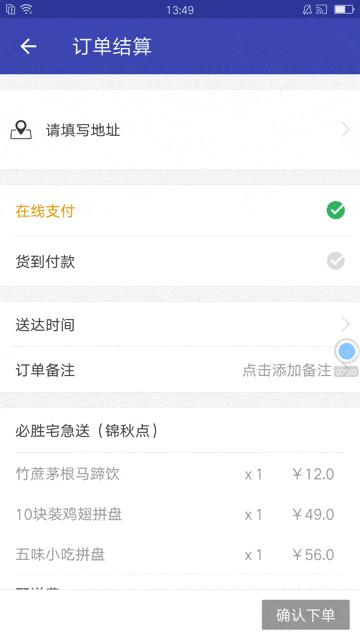 13:49
订单结算
请填写地址
在线支付
货到付款
送达时间
订单备注 点击添加备注
00:00
必胜宅急送（锦秋点）
竹蔗茅根马蹄饮 x 1 ￥12.0
10块装鸡翅拼盘 x 1 ￥49.0
五味小吃拼盘 x 1 ￥56.0
确认下单